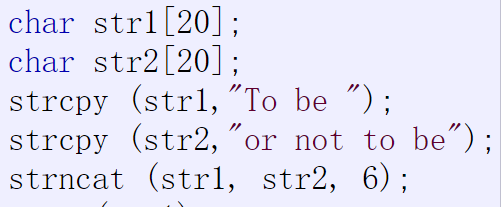 char str1[20];
char str2[20];
strcpy (str1,"To be ");
strcpy (str2,"or not to be");
strncat (str1, str2, 6);